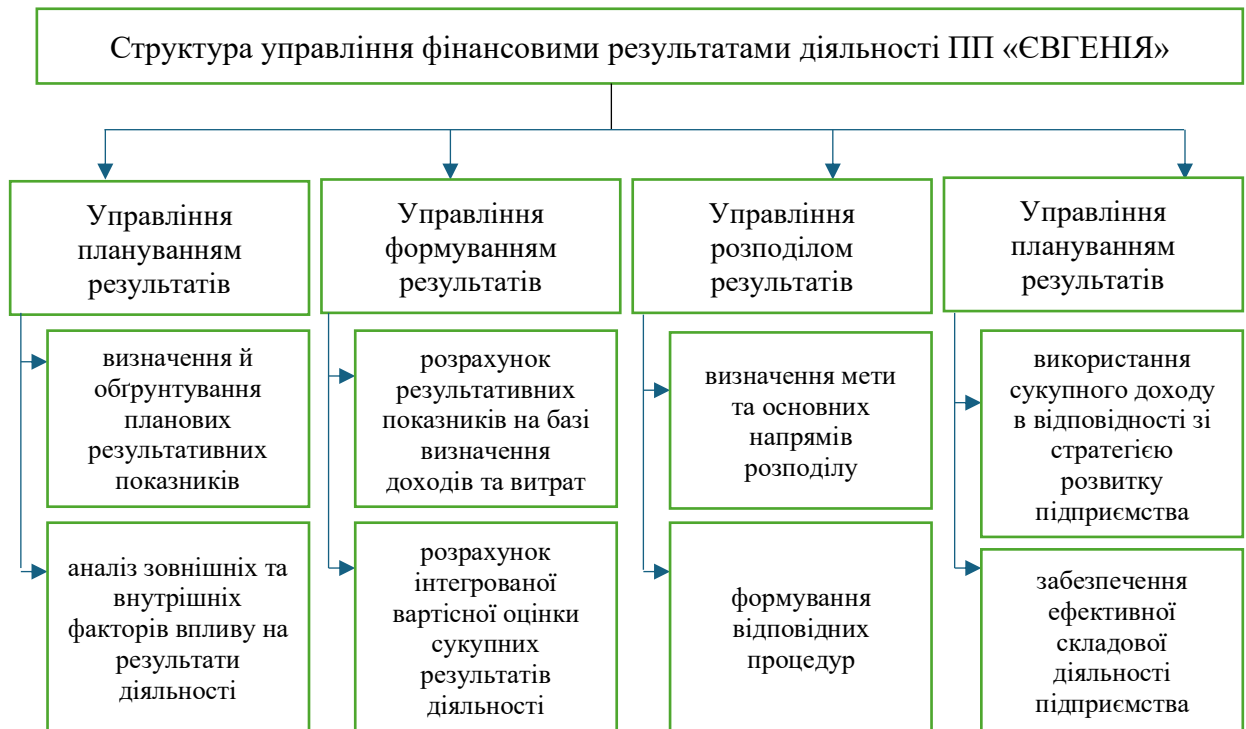 Структура управління фінансовими результатами діяльності ПП «ЄВГЕНІЯ»
Управління
плануванням
результатів
визначення й
обґрунтування
планових
результативних
показників
аналіз зовнішніх та
внутрішніх
факторів впливу на
результати
діяльності
Управління
формуванням
результатів
розрахунок
результативних
показників на базі
визначення
доходів та витрат
розрахунок
інтегрованої
вартісної оцінки
сукупних
результатів
діяльності
Управління
розподілом
результатів
визначення мети
та основних
напрямів
розподілу
формування
відповідних
процедур
Управління
плануванням
результатів
використання
сукупного доходу
в відповідності зі
стратегією
розвитку
підприємства
забезпечення
ефективної
складової
діяльності
підприємства